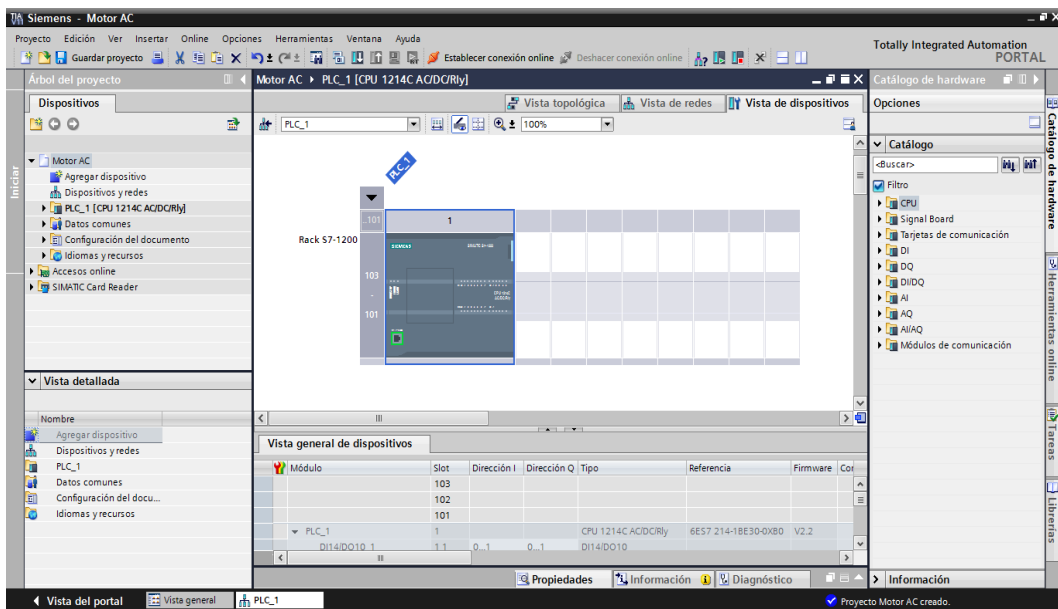 Siemens - Motor AC
Proyecto Edición Ver Insertar Online Opciones Herramientas Ventana Ayuda
Totally Integrated Automation
PORTAL
Guardar proyecto
Establecer conexión online
Deshacer conexión online
Árbol del proyecto
Motor AC ▸ PLC_1 [CPU 1214C AC/DC/Rly]
Catálogo de hardware
Dispositivos
Vista topológica
Vista de redes
Vista de dispositivos
Opciones
PLC_1
100%
Catálogo
<Buscar>
Filtro
CPU
Signal Board
Tarjetas de comunicación
DI
DQ
DI/DQ
AI
AQ
AI/AQ
Módulos de comunicación
Iniciar
Motor AC
Agregar dispositivo
Dispositivos y redes
PLC_1 [CPU 1214C AC/DC/Rly]
Datos comunes
Configuración del documento
Idiomas y recursos
Accesos online
SIMATIC Card Reader
PLC_1
...101
1
Rack S7-1200
SIEMENS
103
-
101
Vista detallada
Nombre
Agregar dispositivo
Dispositivos y redes
PLC_1
Datos comunes
Configuración del docu...
Idiomas y recursos
Vista general de dispositivos
Módulo Slot Dirección I Dirección Q Tipo Referencia Firmware
103
102
101
PLC_1 1 CPU 1214C AC/DC/Rly 6ES7 214-1BE30-0XB0 V2.2
DI14/DO10_1 1.1 0...1 0...1 DI14/DO10
Propiedades
Información
Diagnóstico
Información
Catálogo de hardware
Herramientas online
Tareas
Librerías
Vista del portal
Vista general
PLC_1
Proyecto Motor AC creado.